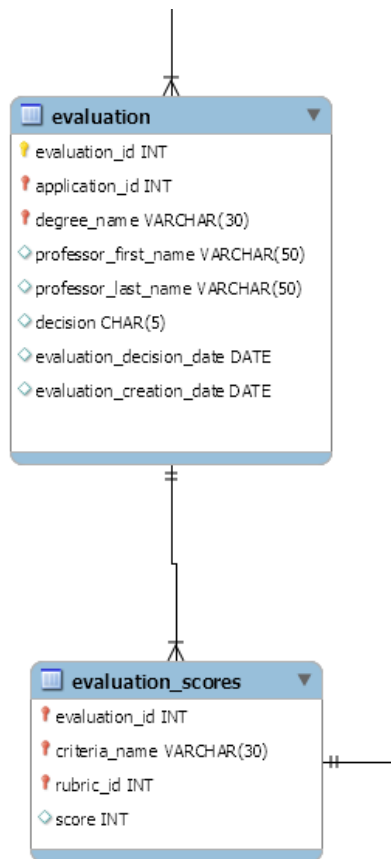 evaluation
evaluation_id INT
application_id INT
degree_name VARCHAR(30)
professor_first_name VARCHAR(50)
professor_last_name VARCHAR(50)
decision CHAR(5)
evaluation_decision_date DATE
evaluation_creation_date DATE
evaluation_scores
evaluation_id INT
criteria_name VARCHAR(30)
rubric_id INT
score INT